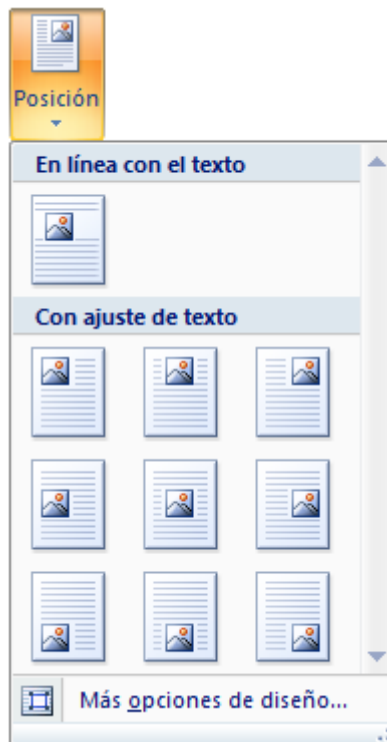 Posición
En línea con el texto
Con ajuste de texto
Más opciones de diseño...